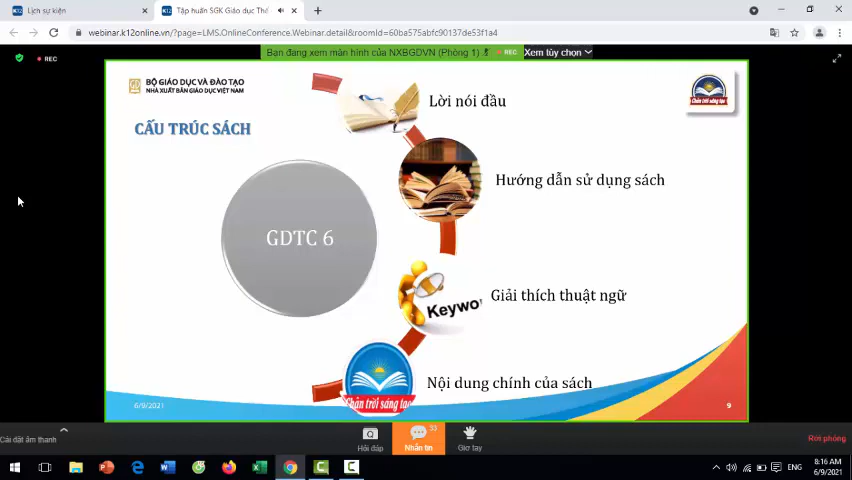 Lịch sự kiện
Tập huấn SGK Giáo dục Thể
webinar.k12online.vn/?page=LMS.OnlineConference.Webinar.detail&roomId=60ba575abfc90137de53f1a4
Bạn đang xem màn hình của NXBGDVN (Phòng 1)
REC
Xem tùy chọn
REC
BỘ GIÁO DỤC VÀ ĐÀO TẠO
NHÀ XUẤT BẢN GIÁO DỤC VIỆT NAM
Chân trời sáng tạo
CẤU TRÚC SÁCH
Lời nói đầu
Hướng dẫn sử dụng sách
GDTC 6
Keywo
Giải thích thuật ngữ
Chân trời sáng tạo
Nội dung chính của sách
6/9/2021
9
Cài đặt âm thanh
Hỏi đáp
33
Nhắn tin
Giơ tay
Rời phòng
ENG
8:16 AM
6/9/2021